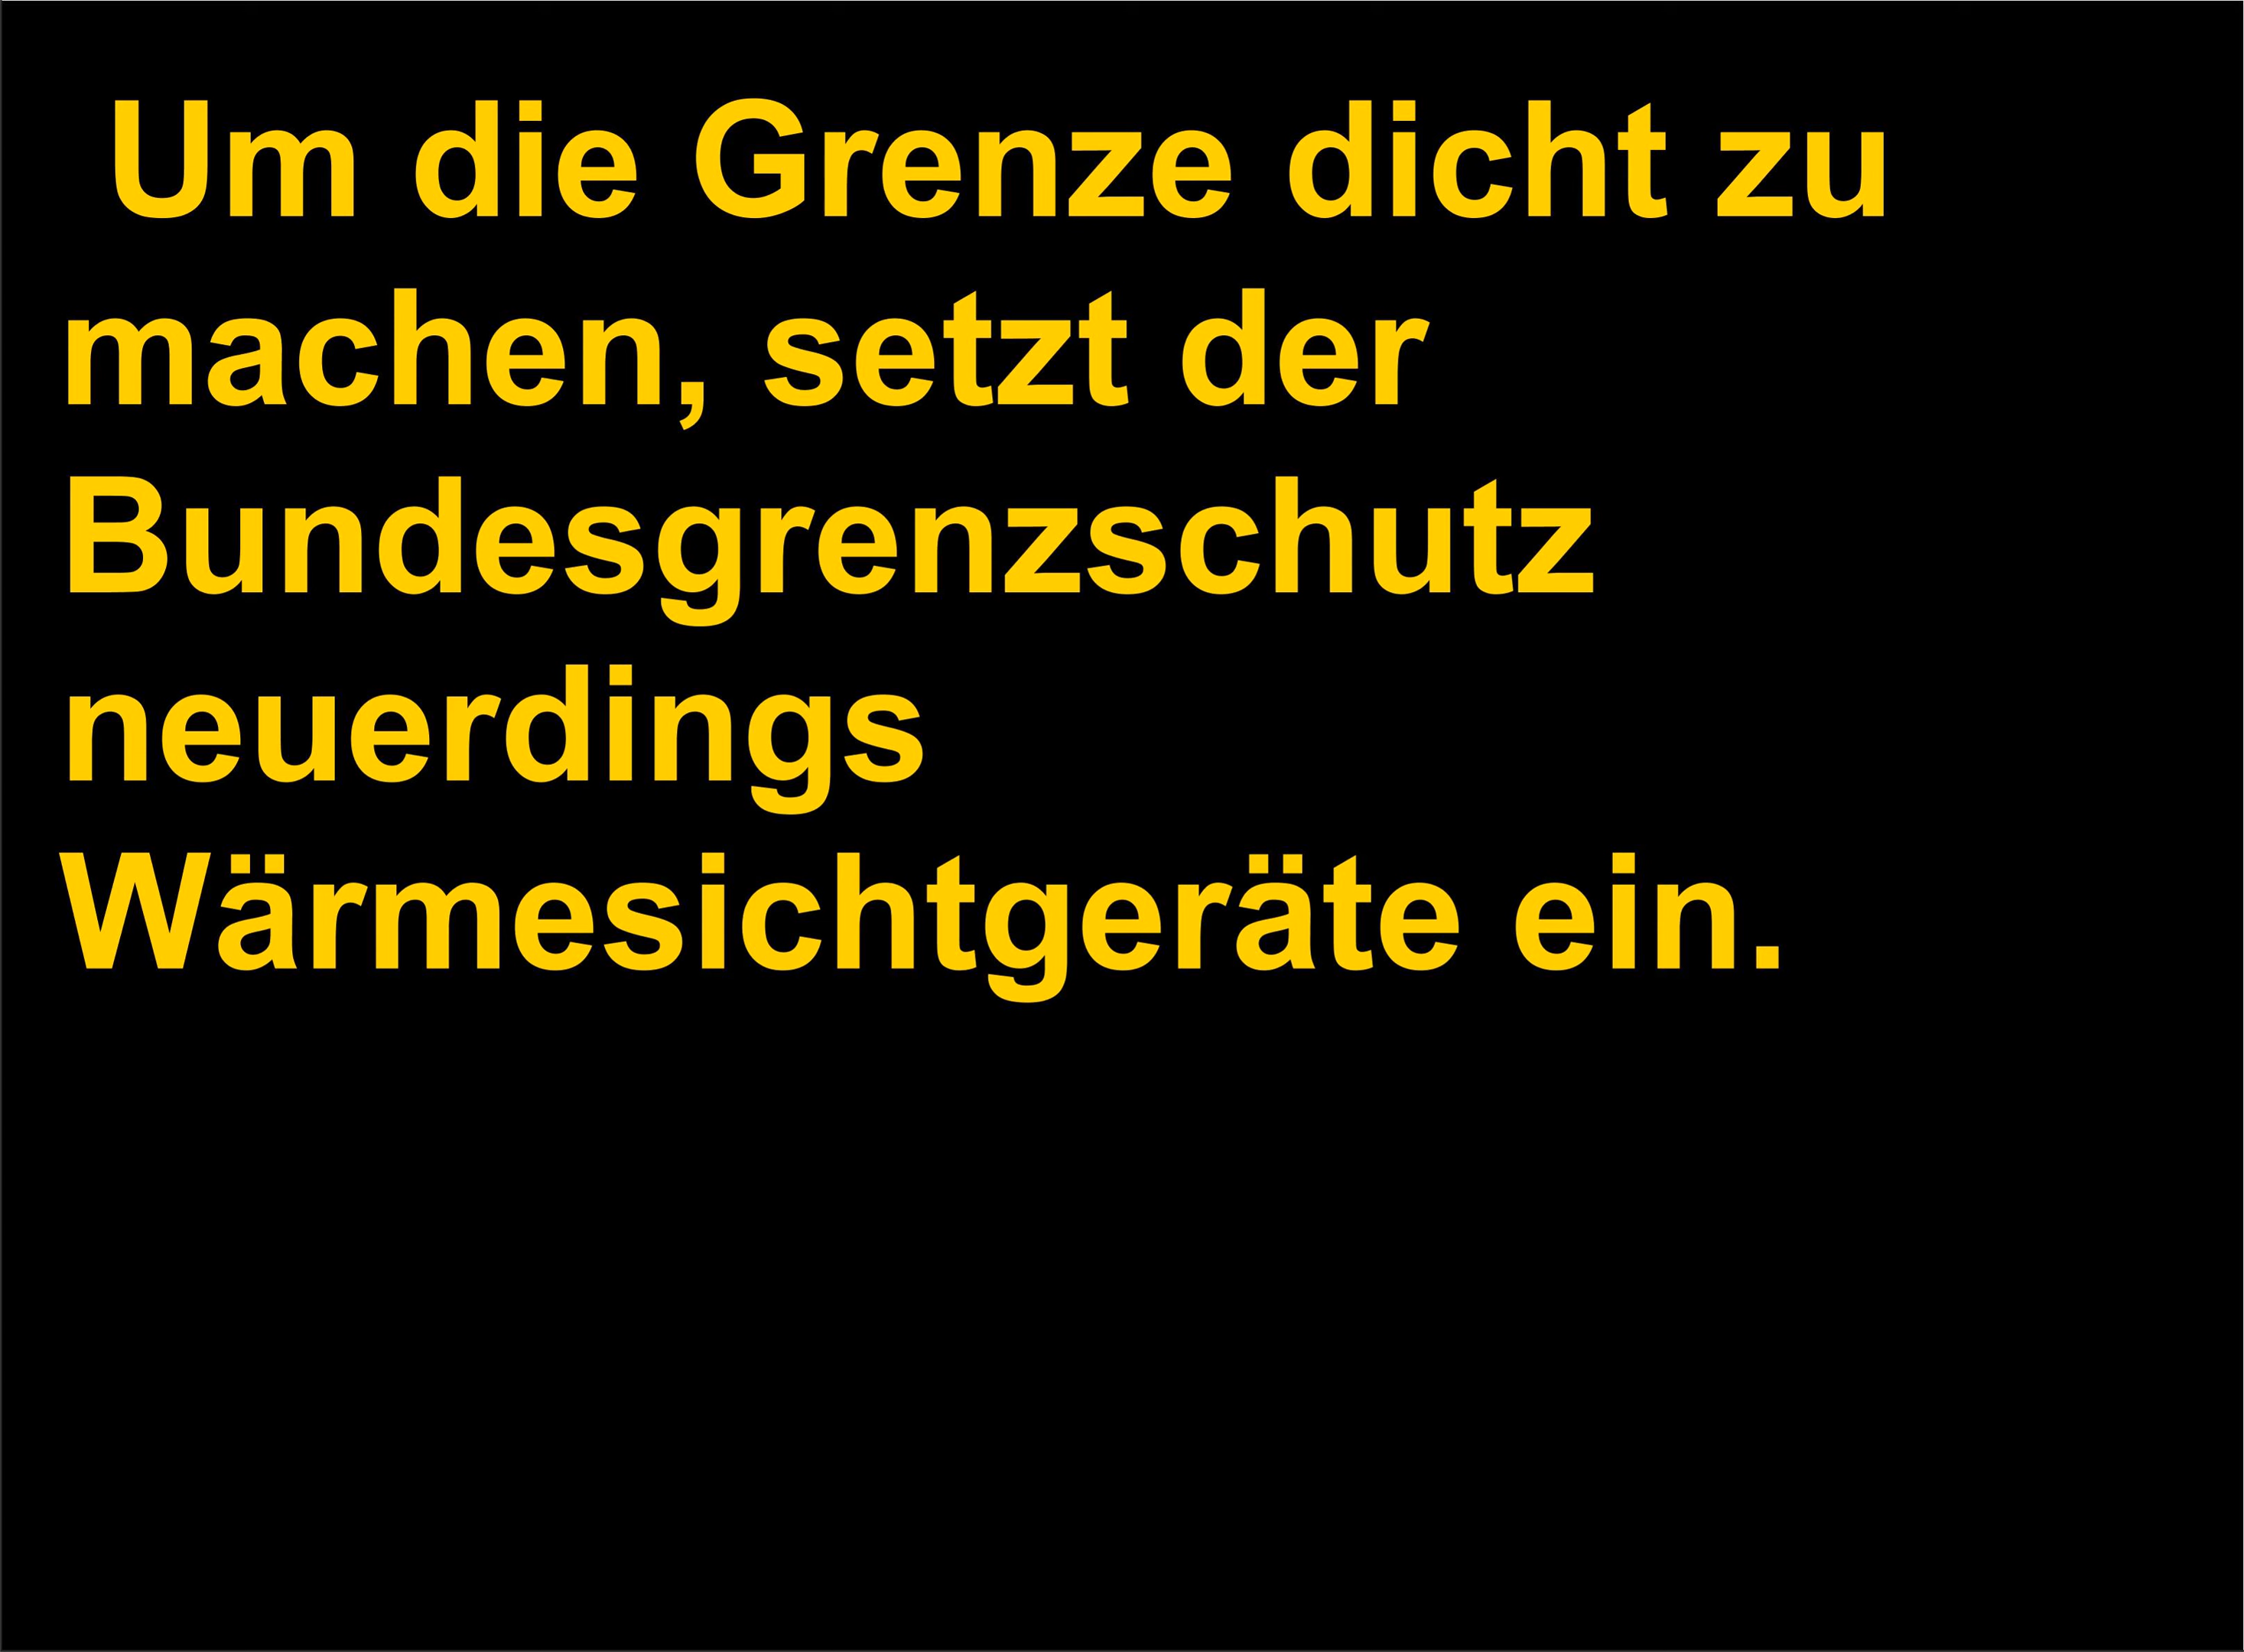 Um die Grenze dicht zu
machen, setzt der
Bundesgrenzschutz
neuerdings
Wärmesichtgeräte ein.